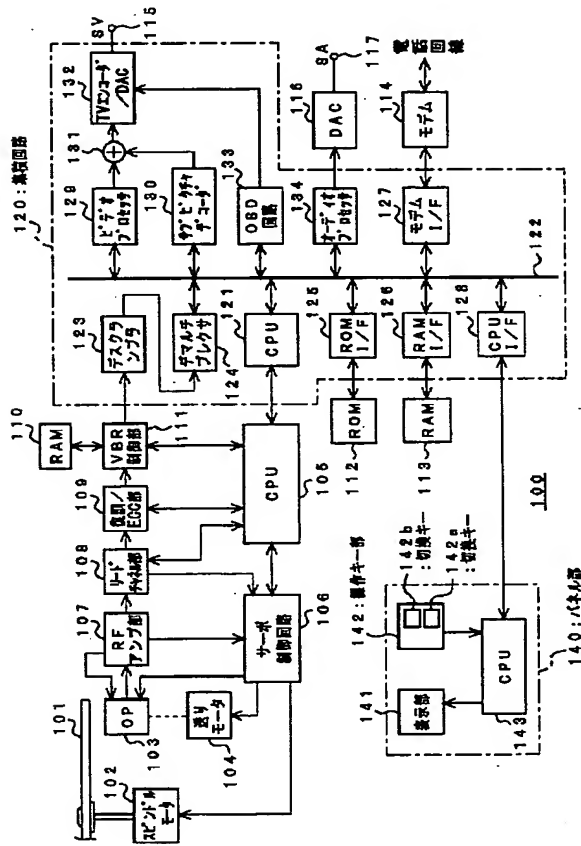 120:集積回路
115
SV
132
TVエンコーダ
/DAC
131
129
ビデオ
プロセッサ
130
サブピクチャ
デコーダ
133
OSD
回路
134
オーディオ
プロセッサ
116
DAC
SA
117
127
モデム
I/F
114
モデム
電話
回線
122
123
デスクラ
ンブラ
デマルチ
プレクサ
124
121
CPU
125
ROM
I/F
126
RAM
I/F
128
CPU
I/F
110
RAM
VBR
制御部
111
109
復調/
ECC部
108
リード
チャネル部
107
RF
アンプ部
105
CPU
106
サーボ
制御回路
112
ROM
113
RAM
101
102
スピンドル
モータ
OP
103
送り
モータ
104
100
142:操作キー部
142b
:切換キー
142a
:切換キー
141
表示部
CPU
143
140:パネル部